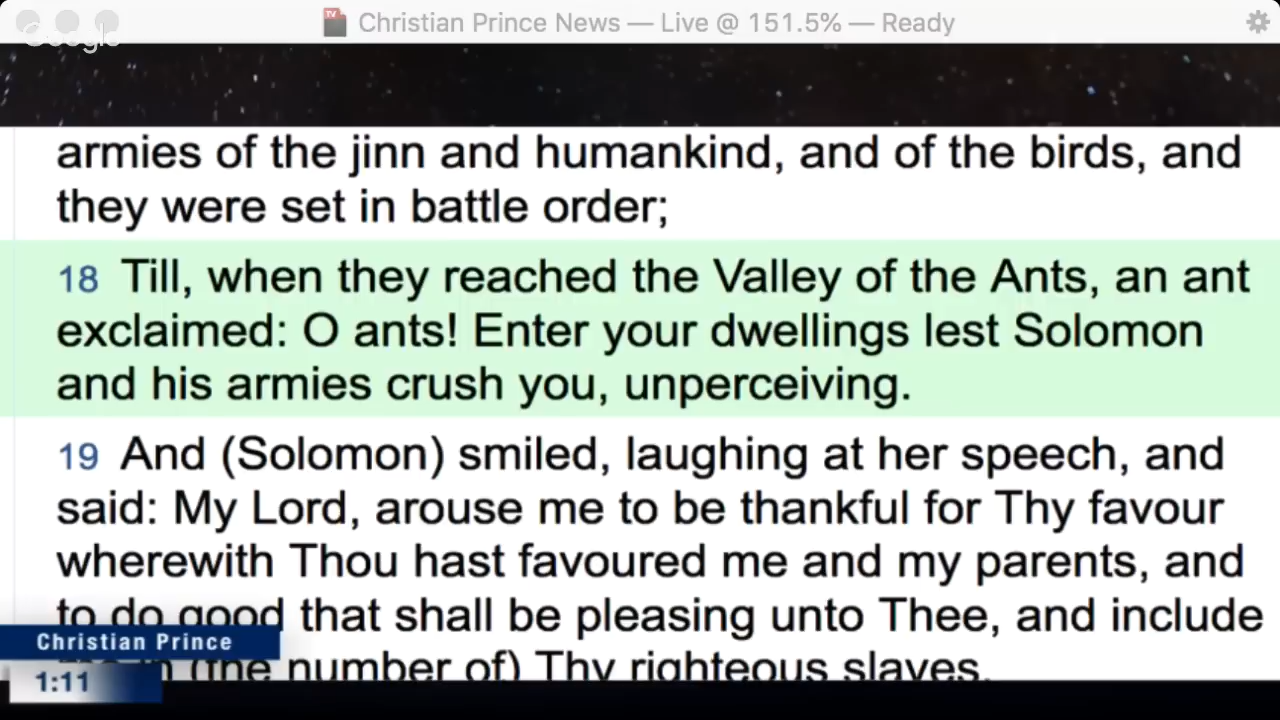 Christian Prince News — Live @ 151.5% — Ready
Google
armies of the jinn and humankind, and of the birds, and
they were set in battle order;
18 Till, when they reached the Valley of the Ants, an ant
exclaimed: O ants! Enter your dwellings lest Solomon
and his armies crush you, unperceiving.
19 And (Solomon) smiled, laughing at her speech, and
said: My Lord, arouse me to be thankful for Thy favour
wherewith Thou hast favoured me and my parents, and
to do good that shall be pleasing unto Thee, and include
in (the number of) Thy righteous slaves.
Christian Prince
1:11